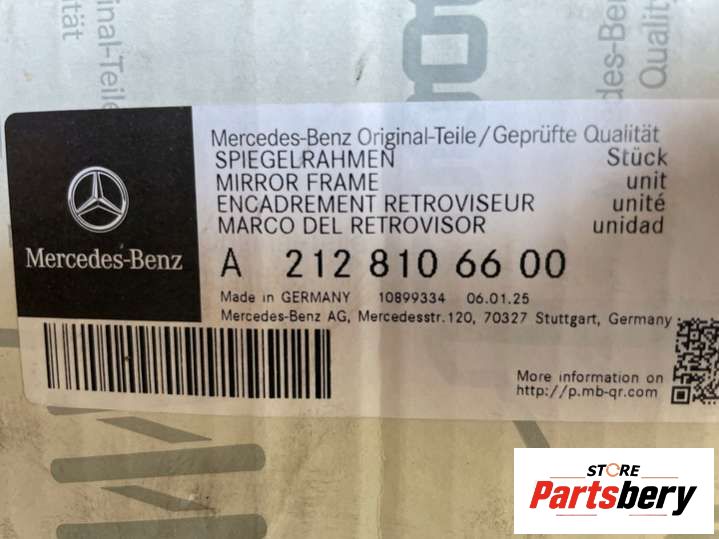 Mercedes-Benz Original-Teile/Geprüfte Qualität
SPIEGELRAHMEN Stück
MIRROR FRAME unit
ENCADREMENT RETROVISEUR unité
MARCO DEL RETROVISOR unidad
Mercedes-Benz
A 212 810 66 00
Made in GERMANY 10899334 06.01.25
Mercedes-Benz AG, Mercedesstr.120, 70327 Stuttgart, Germany
More information on
http://p.mb-qr.com
STORE
Partsbery